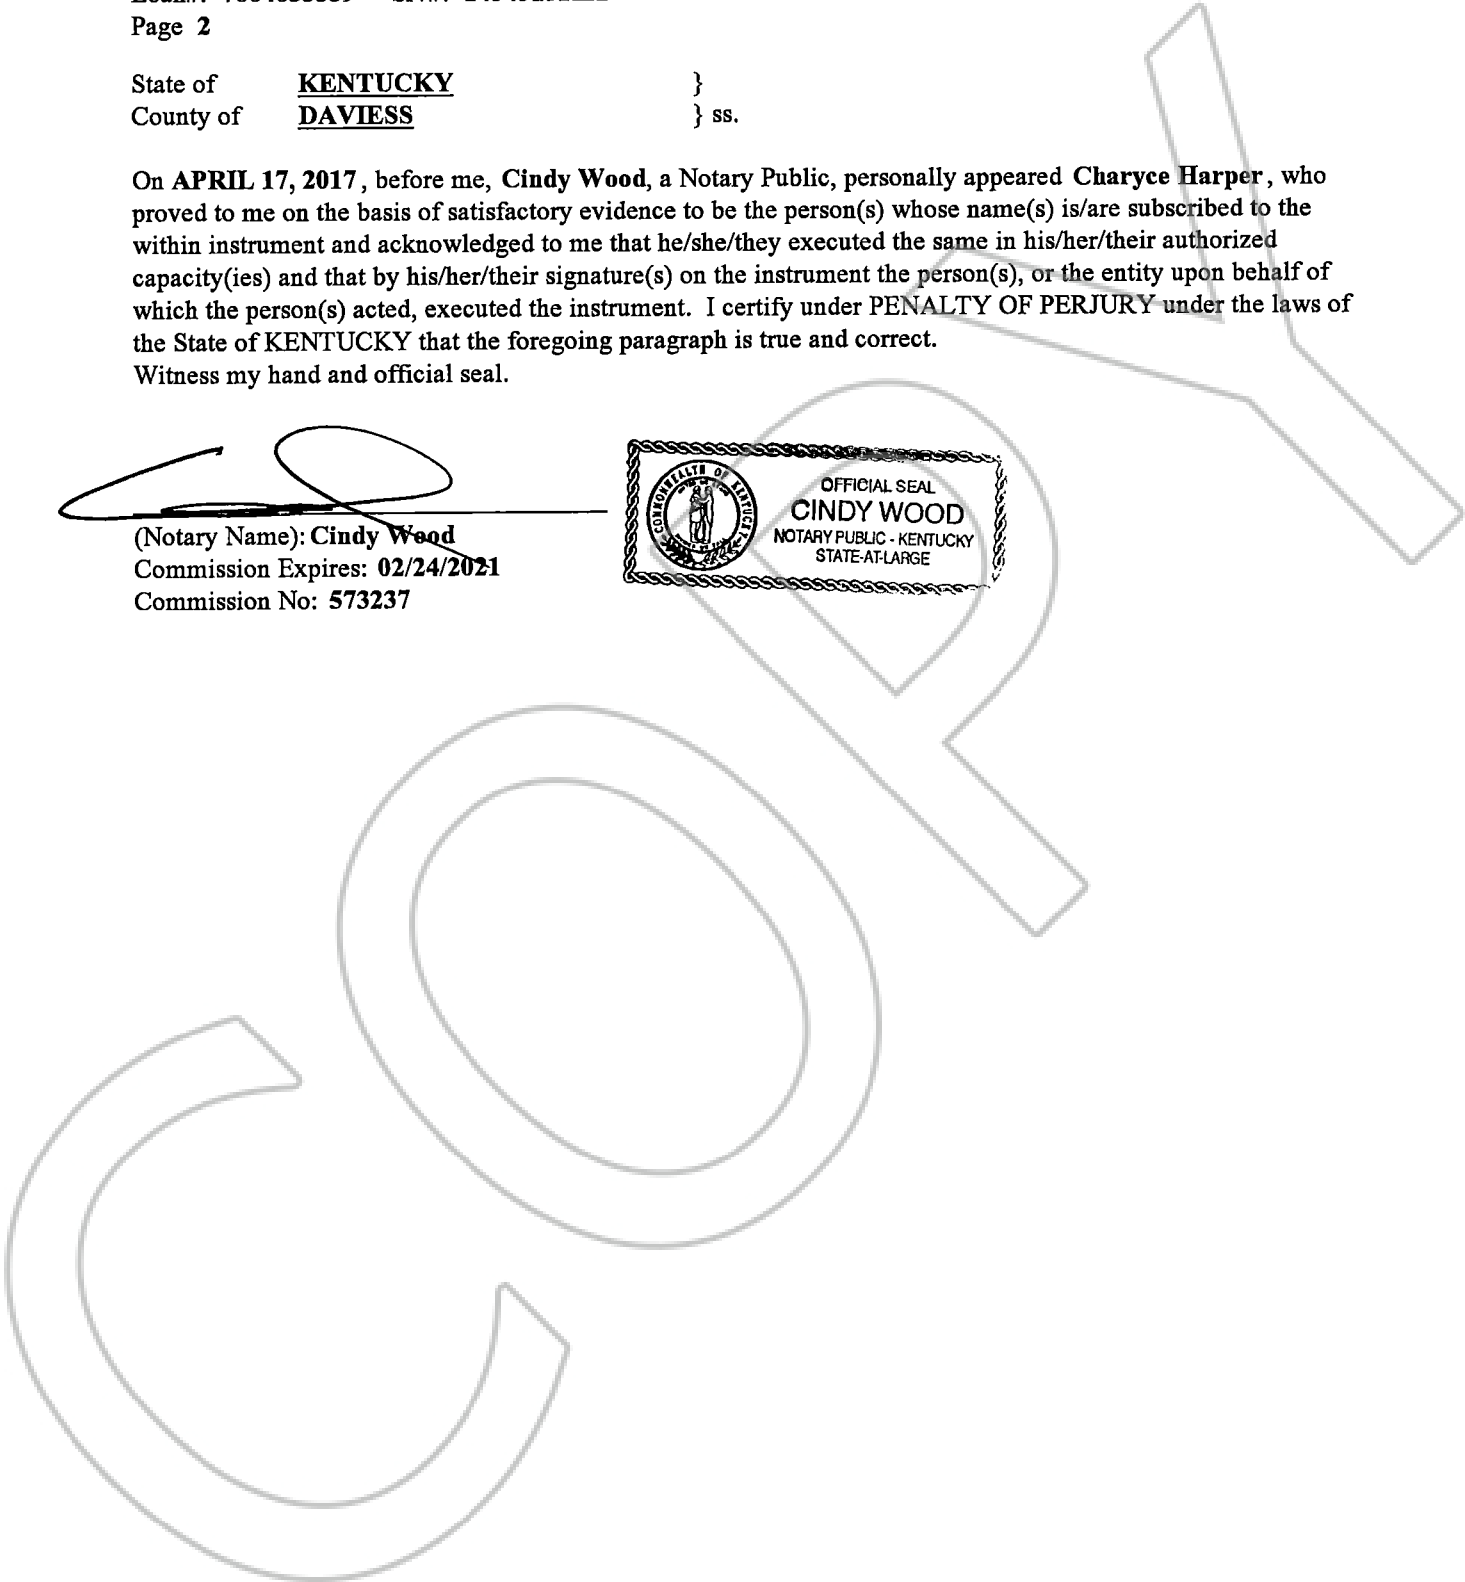 Page 2
State of KENTUCKY }
County of DAVIESS } ss.
On APRIL 17, 2017, before me, Cindy Wood, a Notary Public, personally appeared Charyce Harper, who
proved to me on the basis of satisfactory evidence to be the person(s) whose name(s) is/are subscribed to the
within instrument and acknowledged to me that he/she/they executed the same in his/her/their authorized
capacity(ies) and that by his/her/their signature(s) on the instrument the person(s), or the entity upon behalf of
which the person(s) acted, executed the instrument. I certify under PENALTY OF PERJURY under the laws of
the State of KENTUCKY that the foregoing paragraph is true and correct.
Witness my hand and official seal.
(Notary Name): Cindy Wood
Commission Expires: 02/24/2021
Commission No: 573237
COMMONWEALTH OF KENTUCKY
OFFICIAL SEAL
CINDY WOOD
NOTARY PUBLIC - KENTUCKY
STATE-AT-LARGE
COPY